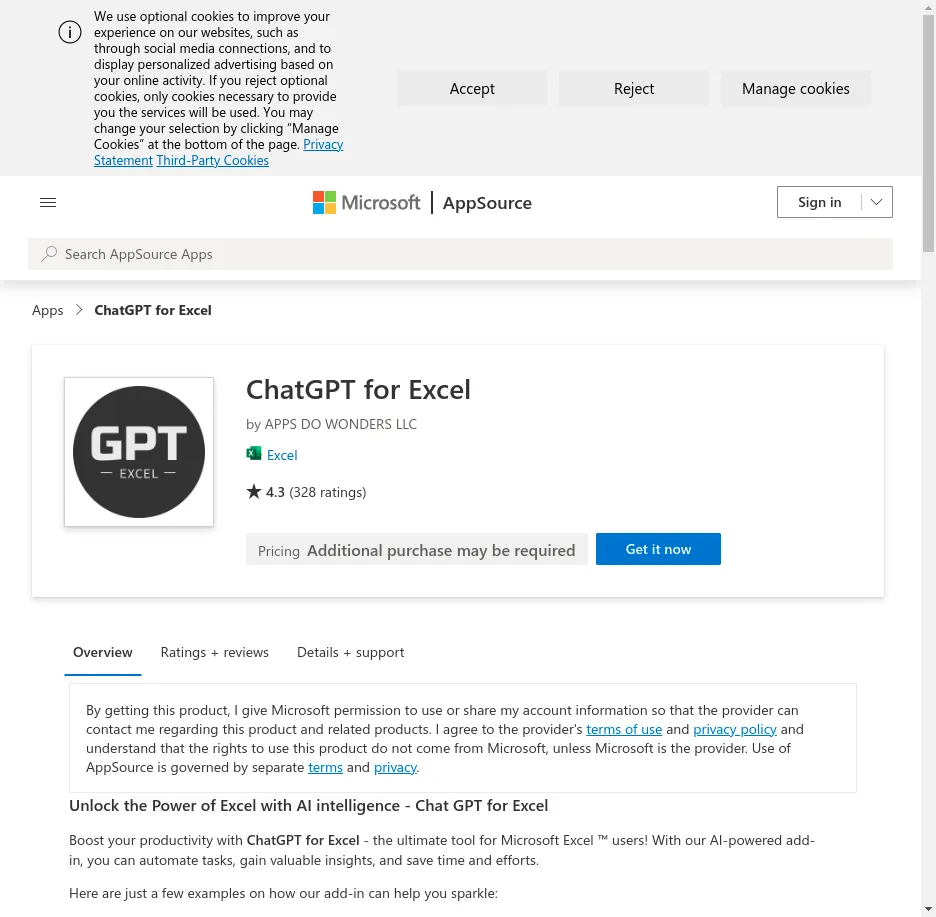 We use optional cookies to improve your
experience on our websites, such as
through social media connections, and to
display personalized advertising based on
your online activity. If you reject optional
cookies, only cookies necessary to provide
you the services will be used. You may
change your selection by clicking “Manage
Cookies” at the bottom of the page. Privacy
Statement Third-Party Cookies
Accept
Reject
Manage cookies
Microsoft | AppSource
Sign in
Search AppSource Apps
Apps > ChatGPT for Excel
GPT
— EXCEL —
ChatGPT for Excel
by APPS DO WONDERS LLC
Excel
★ 4.3 (328 ratings)
Pricing Additional purchase may be required
Get it now
Overview
Ratings + reviews
Details + support
By getting this product, I give Microsoft permission to use or share my account information so that the provider can
contact me regarding this product and related products. I agree to the provider's terms of use and privacy policy and
understand that the rights to use this product do not come from Microsoft, unless Microsoft is the provider. Use of
AppSource is governed by separate terms and privacy.
Unlock the Power of Excel with AI intelligence - Chat GPT for Excel
Boost your productivity with ChatGPT for Excel - the ultimate tool for Microsoft Excel ™ users! With our AI-powered add-
in, you can automate tasks, gain valuable insights, and save time and efforts.
Here are just a few examples on how our add-in can help you sparkle: